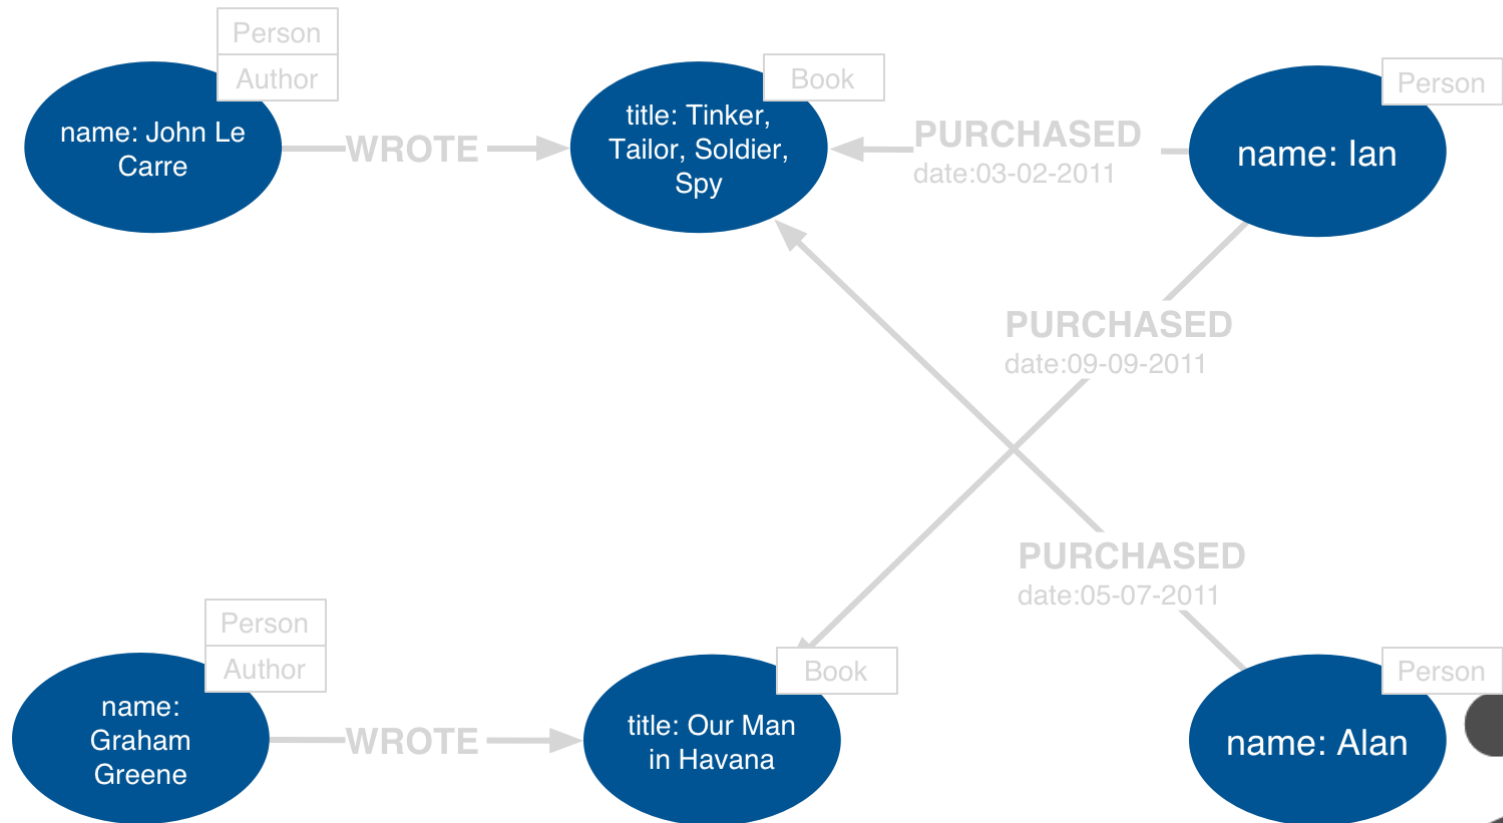 Person
Author
name: John Le
Carre
WROTE
Book
title: Tinker,
Tailor, Soldier,
Spy
PURCHASED
date:03-02-2011
Person
name: Ian
PURCHASED
date:09-09-2011
PURCHASED
date:05-07-2011
Person
Author
name:
Graham
Greene
WROTE
Book
title: Our Man
in Havana
Person
name: Alan